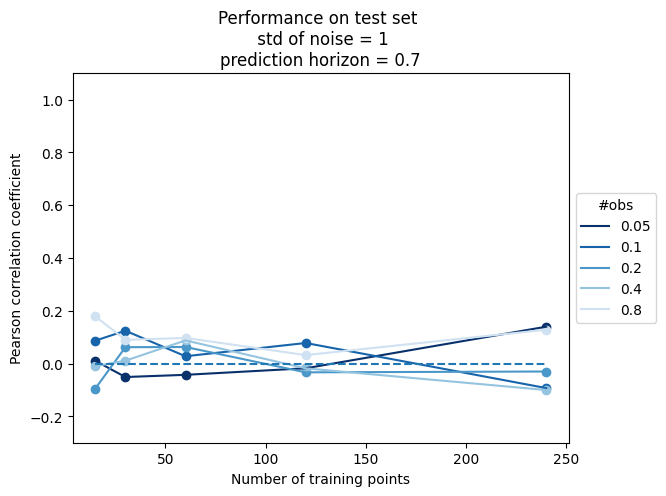 Performance on test set
std of noise = 1
prediction horizon = 0.7
Pearson correlation coefficient
1.0
0.8
0.6
0.4
0.2
0.0
−0.2
50
100
150
200
250
Number of training points
#obs
0.05
0.1
0.2
0.4
0.8